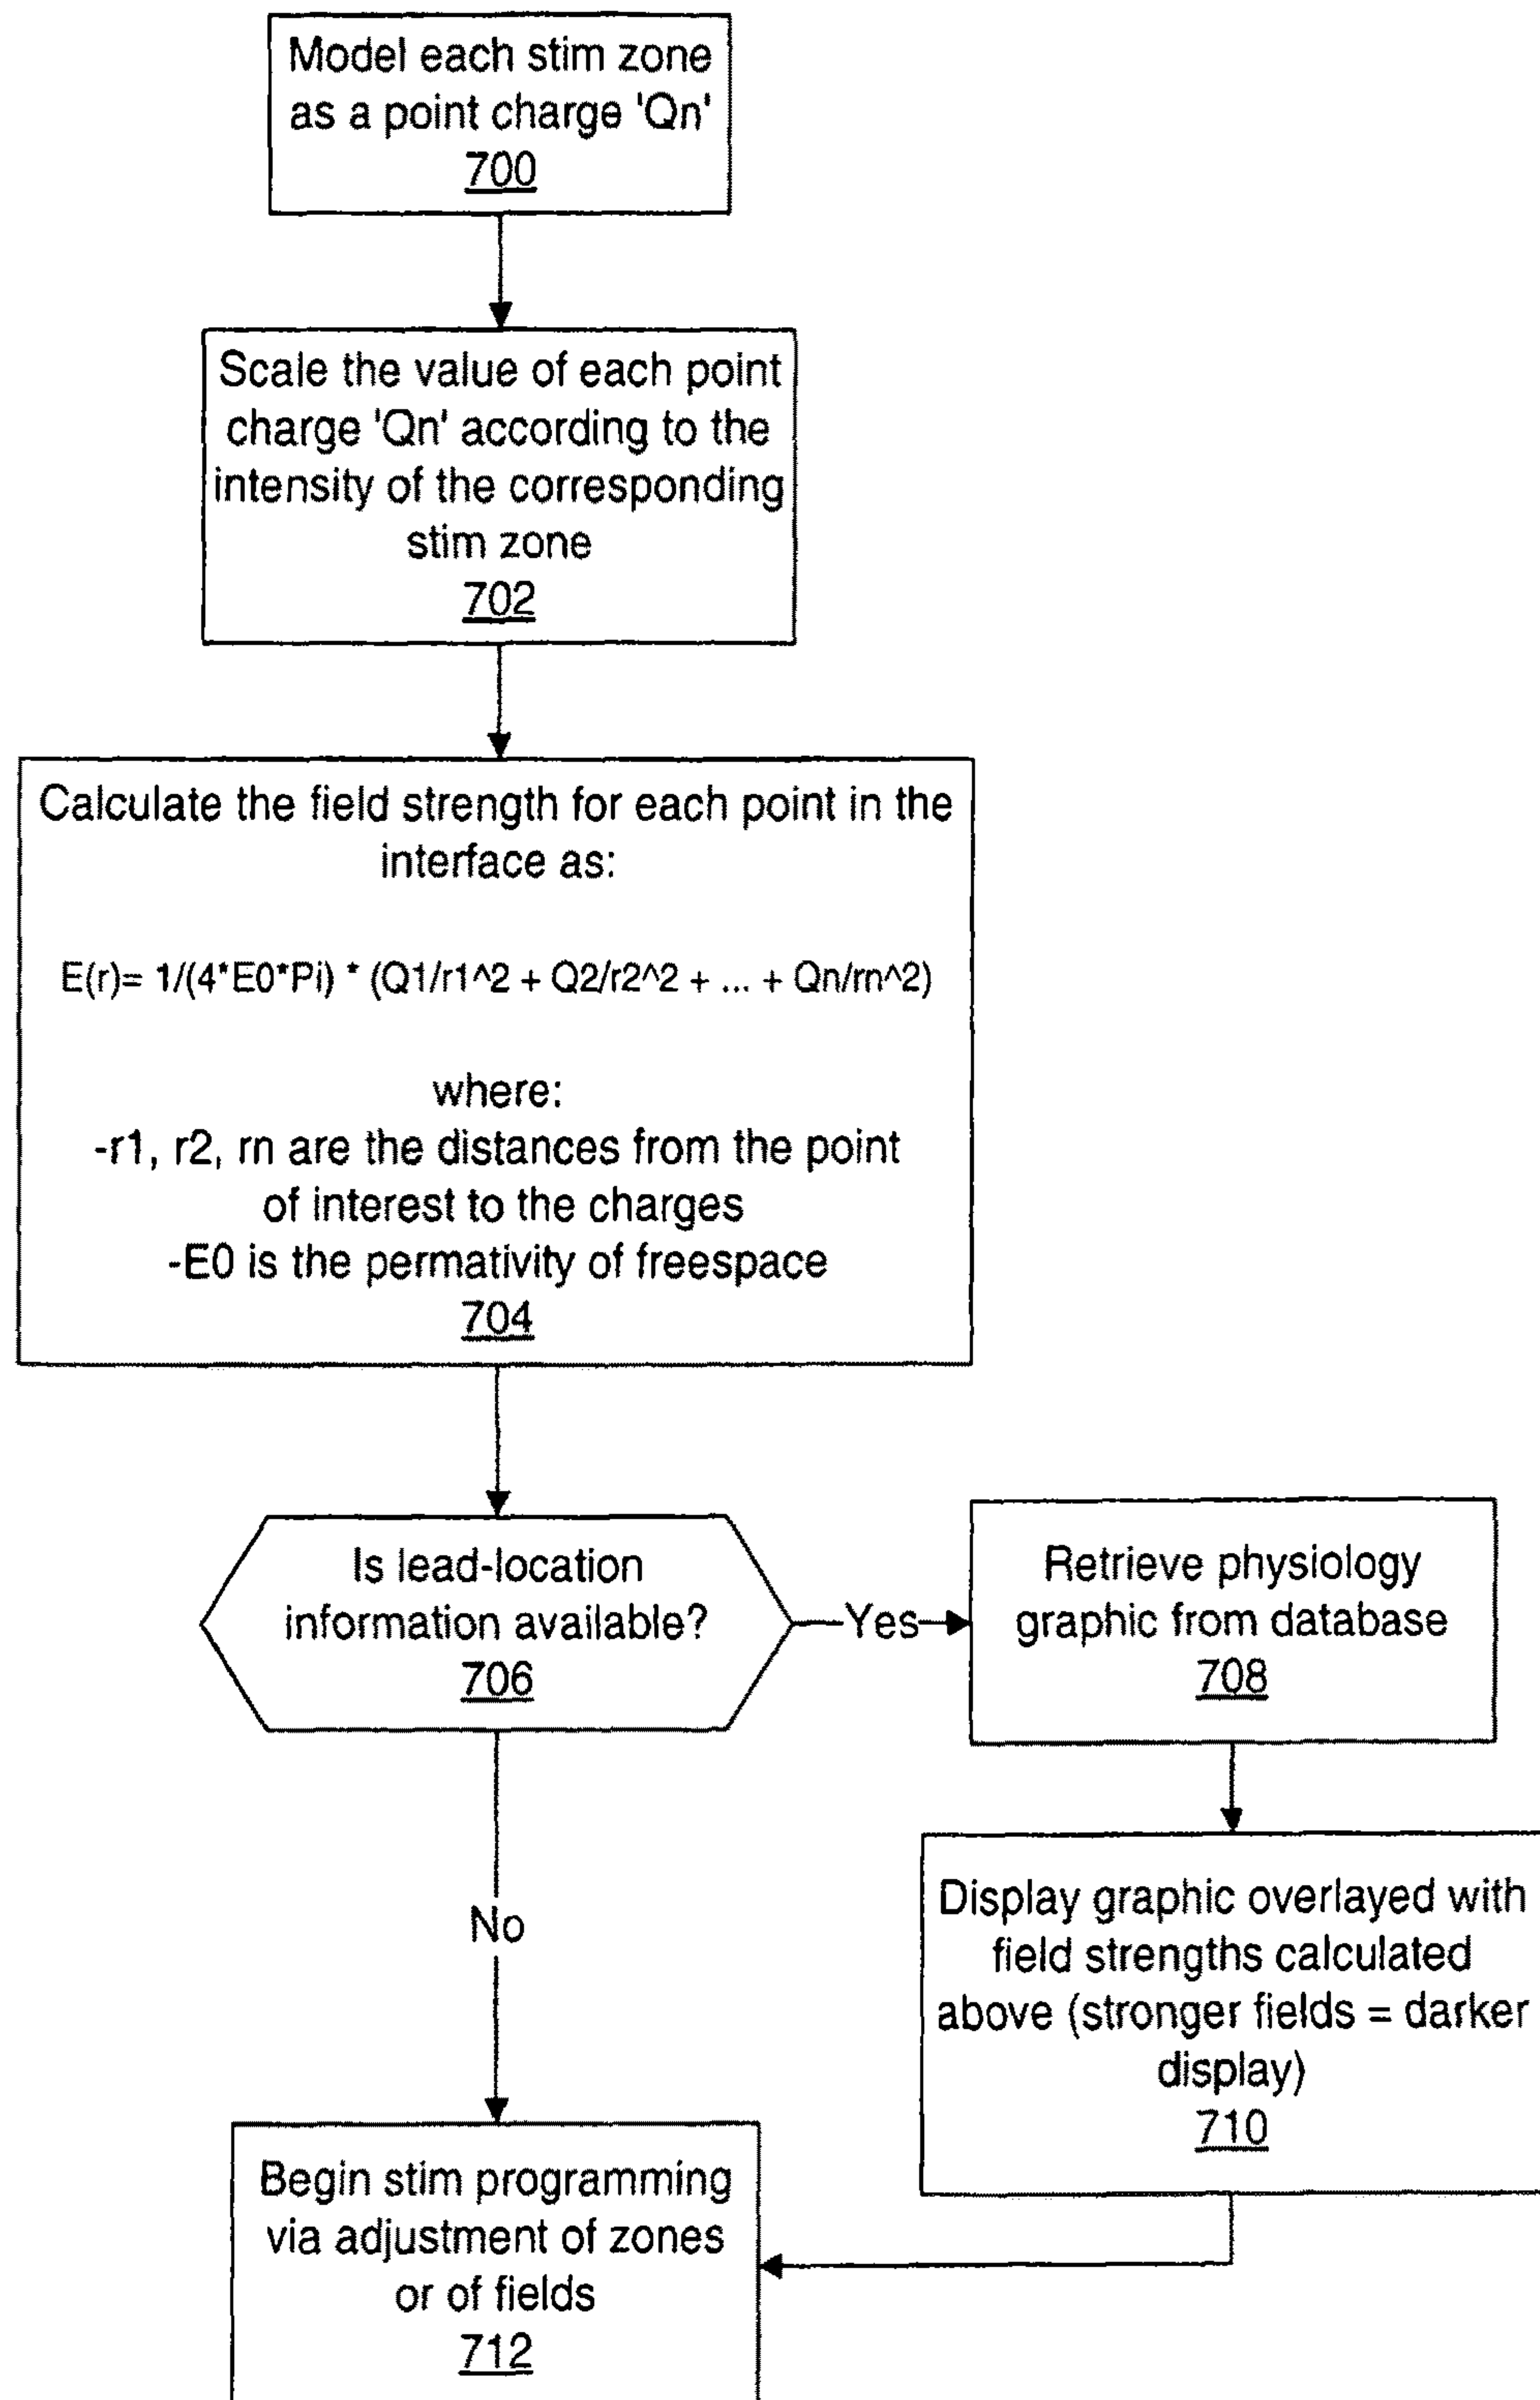 Model each stim zone
as a point charge 'Qn'
700
Scale the value of each point
charge 'Qn' according to the
intensity of the corresponding
stim zone
702
Calculate the field strength for each point in the
interface as:
E(r)= 1/(4*E0*Pi) * (Q1/r1^2 + Q2/r2^2 + ... + Qn/rn^2)
where:
-r1, r2, rn are the distances from the point
of interest to the charges
-E0 is the permativity of freespace
704
Is lead-location
information available?
706
Yes
Retrieve physiology
graphic from database
708
Display graphic overlayed with
field strengths calculated
above (stronger fields = darker
display)
710
No
Begin stim programming
via adjustment of zones
or of fields
712